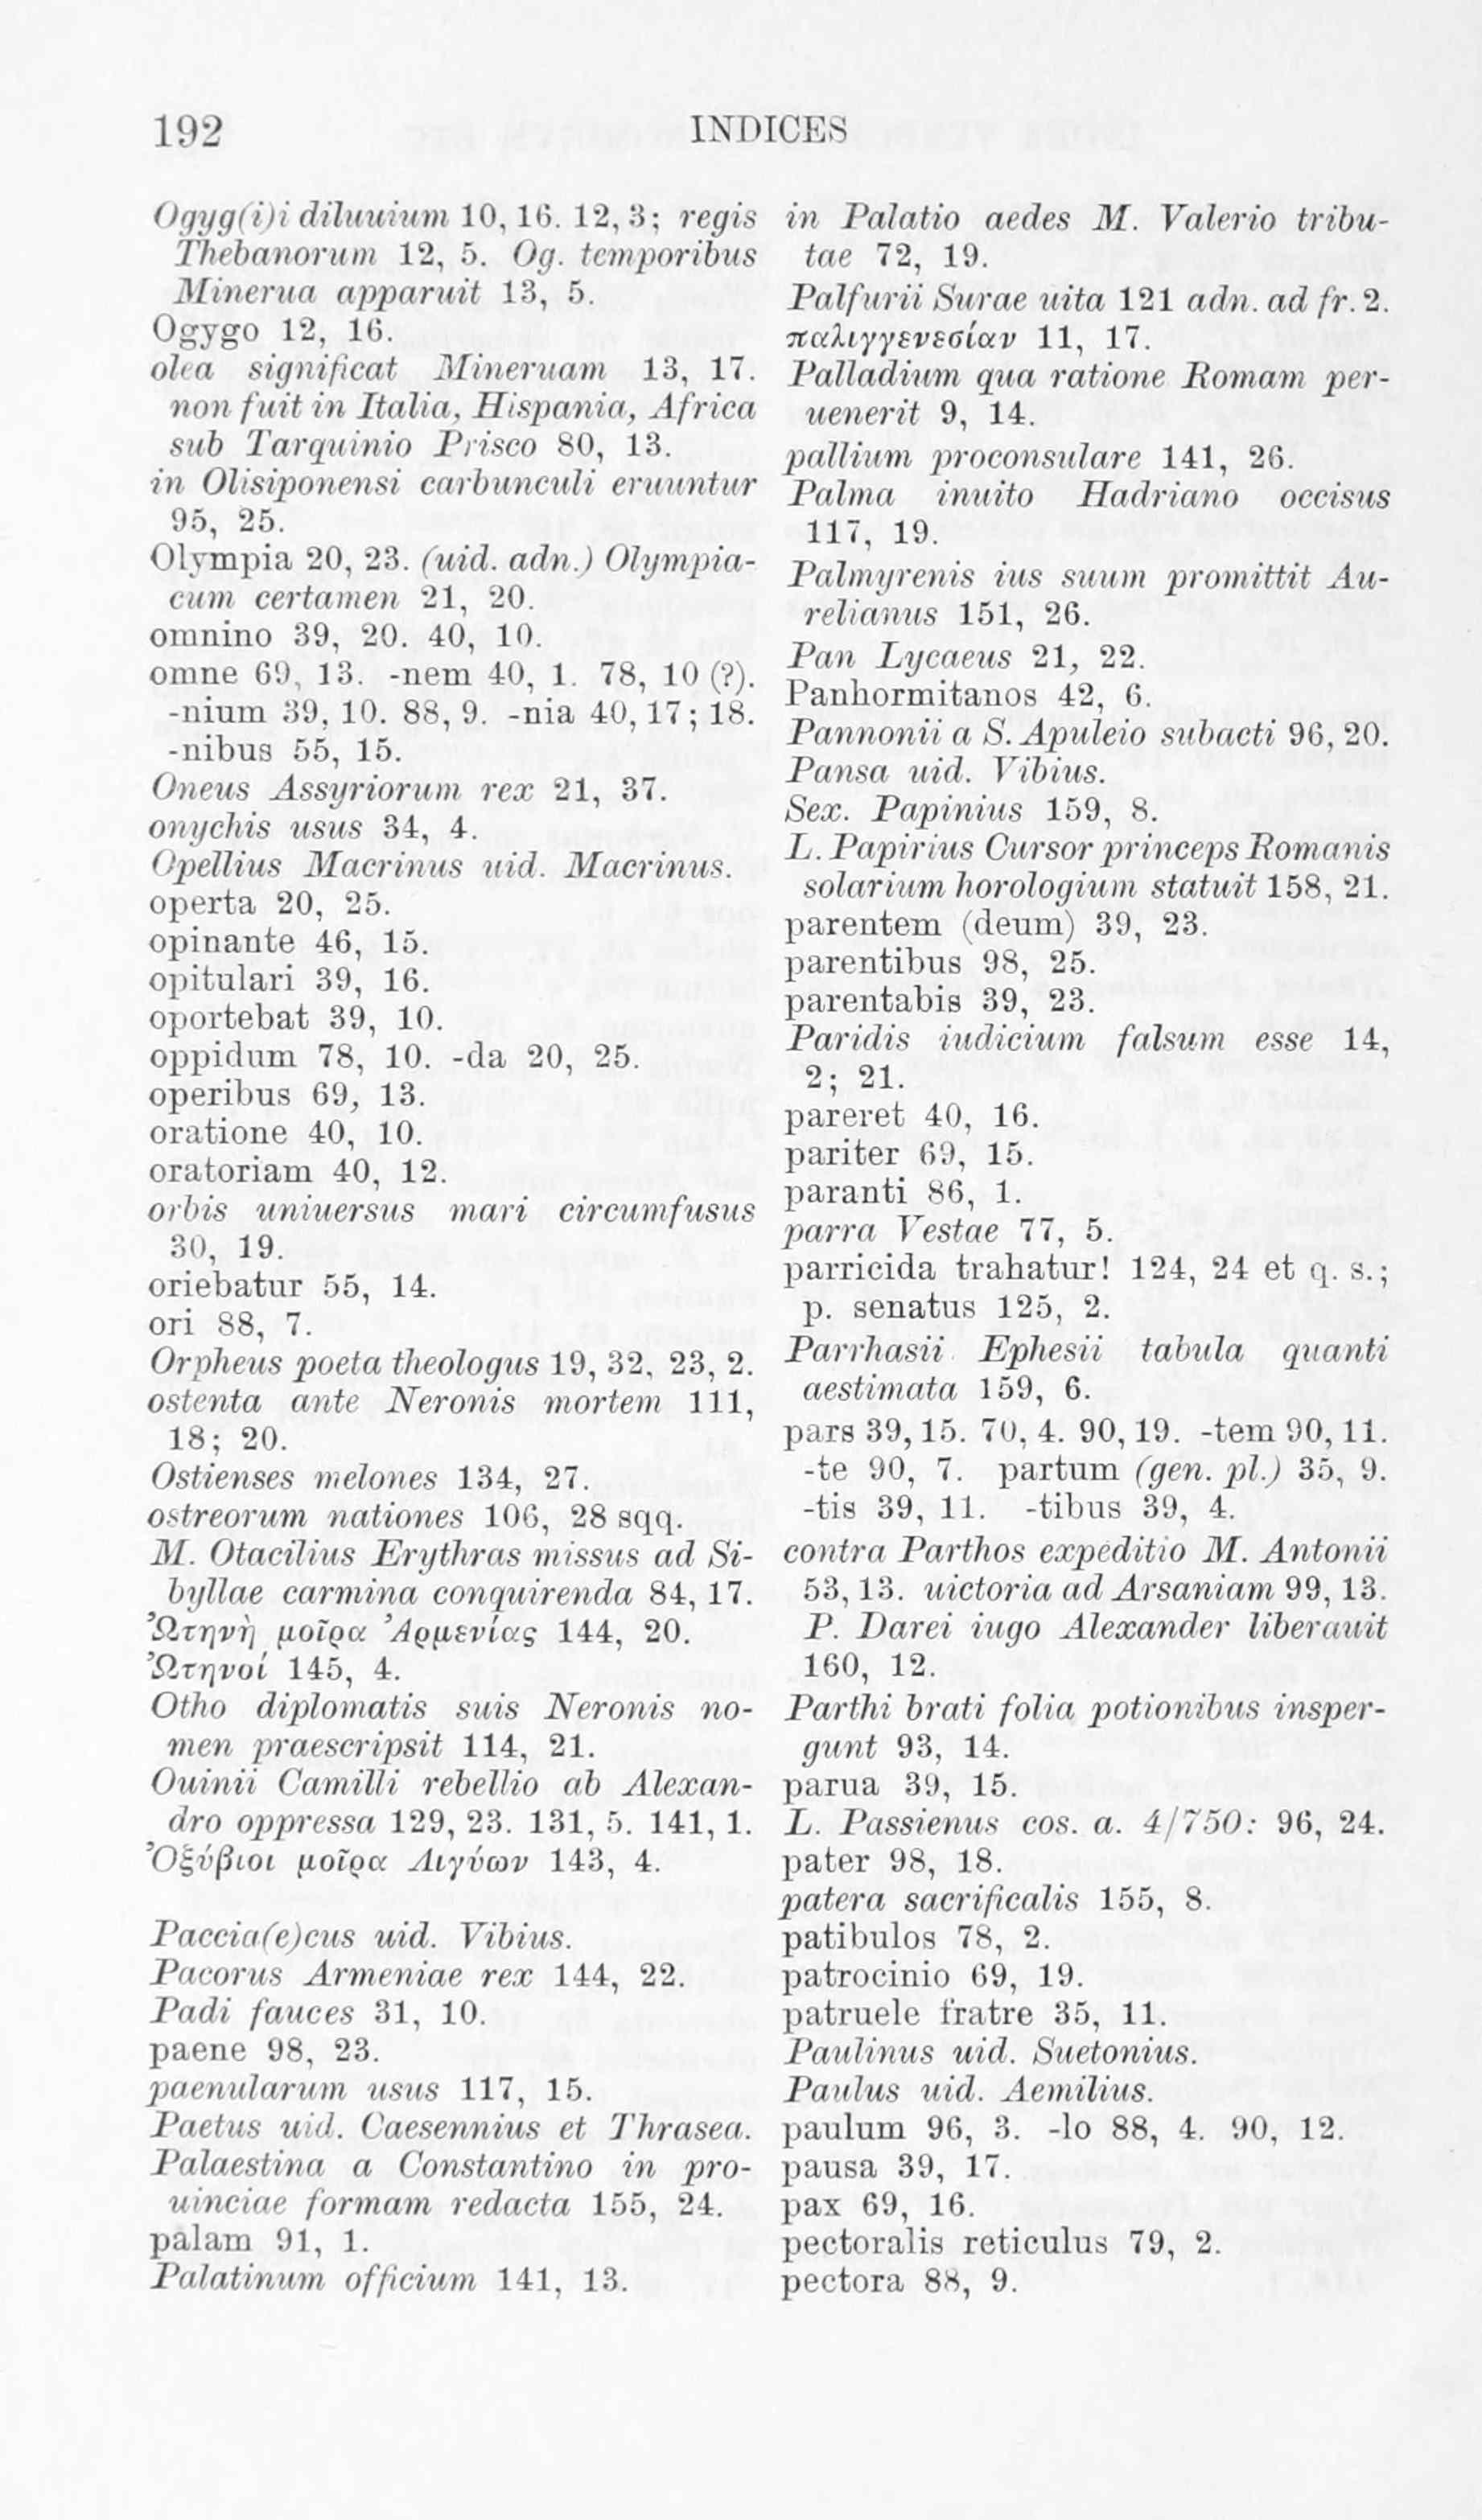 192
INDICES
Ogyg(i)i diluuium 10, 16. 12, 3; regis
Thebanorum 12, 5. Og. temporibus
Minerua apparuit 13, 5.
Ogygo 12, 16.
olea significat Mineruam 13, 17.
non fuit in Italia, Hispania, Africa
sub Tarquinio Prisco 80, 13.
in Olisiponensi carbunculi eruuntur
95, 25.
Olympia 20, 23. (uid. adn.) Olympia-
cum certamen 21, 20.
omnino 39, 20. 40, 10.
omne 69, 13. -nem 40, 1. 78, 10 (?).
-nium 39, 10. 88, 9. -nia 40, 17; 18.
-nibus 55, 15.
Oneus Assyriorum rex 21, 37.
onychis usus 34, 4.
Opellius Macrinus uid. Macrinus.
operta 20, 25.
opinante 46, 15.
opitulari 39, 16.
oportebat 39, 10.
oppidum 78, 10. -da 20, 25.
operibus 69, 13.
oratione 40, 10.
oratoriam 40, 12.
orbis uniuersus mari circumfusus
30, 19.
oriebatur 55, 14.
ori 88, 7.
Orpheus poeta theologus 19, 32, 23, 2.
ostenta ante Neronis mortem 111,
18; 20.
Ostienses melones 134, 27.
ostreorum nationes 106, 28 sqq.
M. Otacilius Erythras missus ad Si-
byllae carmina conquirenda 84, 17.
Ὠτηνὴ μοῖρα Ἀρμενίας 144, 20.
Ὠτηνοί 145, 4.
Otho diplomatis suis Neronis no-
men praescripsit 114, 21.
Ouinii Camilli rebellio ab Alexan-
dro oppressa 129, 23. 131, 5. 141, 1.
Ὀξύβιοι μοῖρα Λιγύων 143, 4.
Paccia(e)cus uid. Vibius.
Pacorus Armeniae rex 144, 22.
Padi fauces 31, 10.
paene 98, 23.
paenularum usus 117, 15.
Paetus uid. Caesennius et Thrasea.
Palaestina a Constantino in pro-
uinciae formam redacta 155, 24.
palam 91, 1.
Palatinum officium 141, 13.
in Palatio aedes M. Valerio tribu-
tae 72, 19.
Palfurii Surae uita 121 adn. ad fr. 2.
παλιγγενεσίαν 11, 17.
Palladium qua ratione Romam per-
uenerit 9, 14.
pallium proconsulare 141, 26.
Palma inuito Hadriano occisus
117, 19.
Palmyrenis ius suum promittit Au-
relianus 151, 26.
Pan Lycaeus 21, 22.
Panhormitanos 42, 6.
Pannonii a S. Apuleio subacti 96, 20.
Pansa uid. Vibius.
Sex. Papinius 159, 8.
L. Papirius Cursor princeps Romanis
solarium horologium statuit 158, 21.
parentem (deum) 39, 23.
parentibus 98, 25.
parentabis 39, 23.
Paridis iudicium falsum esse 14,
2; 21.
pareret 40, 16.
pariter 69, 15.
paranti 86, 1.
parra Vestae 77, 5.
parricida trahatur! 124, 24 et q. s.;
p. senatus 125, 2.
Parrhasii Ephesii tabula quanti
aestimata 159, 6.
pars 39, 15. 70, 4. 90, 19. -tem 90, 11.
-te 90, 7. partum (gen. pl.) 35, 9.
-tis 39, 11. -tibus 39, 4.
contra Parthos expeditio M. Antonii
53, 13. uictoria ad Arsaniam 99, 13.
P. Darei iugo Alexander liberauit
160, 12.
Parthi brati folia potionibus insper-
gunt 93, 14.
parua 39, 15.
L. Passienus cos. a. 4/750: 96, 24.
pater 98, 18.
patera sacrificalis 155, 8.
patibulos 78, 2.
patrocinio 69, 19.
patruele fratre 35, 11.
Paulinus uid. Suetonius.
Paulus uid. Aemilius.
paulum 96, 3. -lo 88, 4. 90, 12.
pausa 39, 17.
pax 69, 16.
pectoralis reticulus 79, 2.
pectora 88, 9.